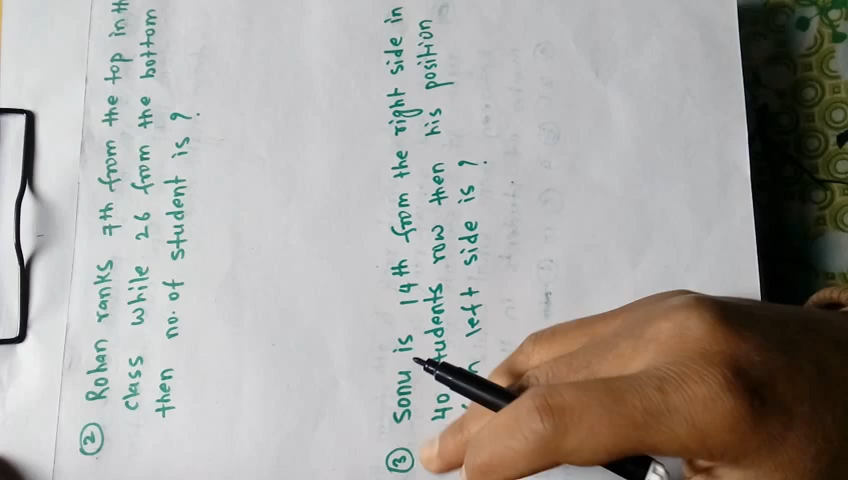 ② Rohan ranks 7th from the top in th
class while 26 from the bottom
then no. of student is ?
③ Sonu is 14th from the right side in
40 tudents row then his position
left side is ?